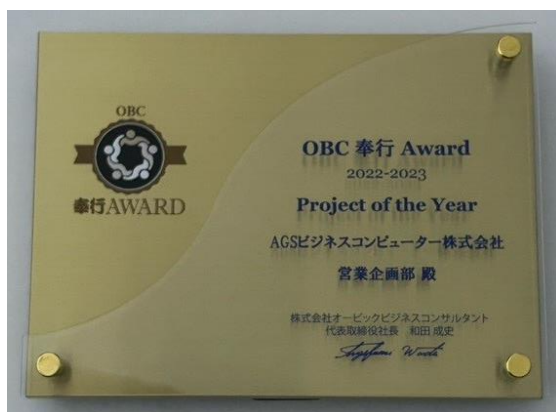 OBC
奉行AWARD
OBC 奉行 Award
2022-2023
Project of the Year
AGSビジネスコンピューター株式会社
営業企画部 殿
株式会社オービックビジネスコンサルタント
代表取締役社長 和田 成史
Shigefumi Wada